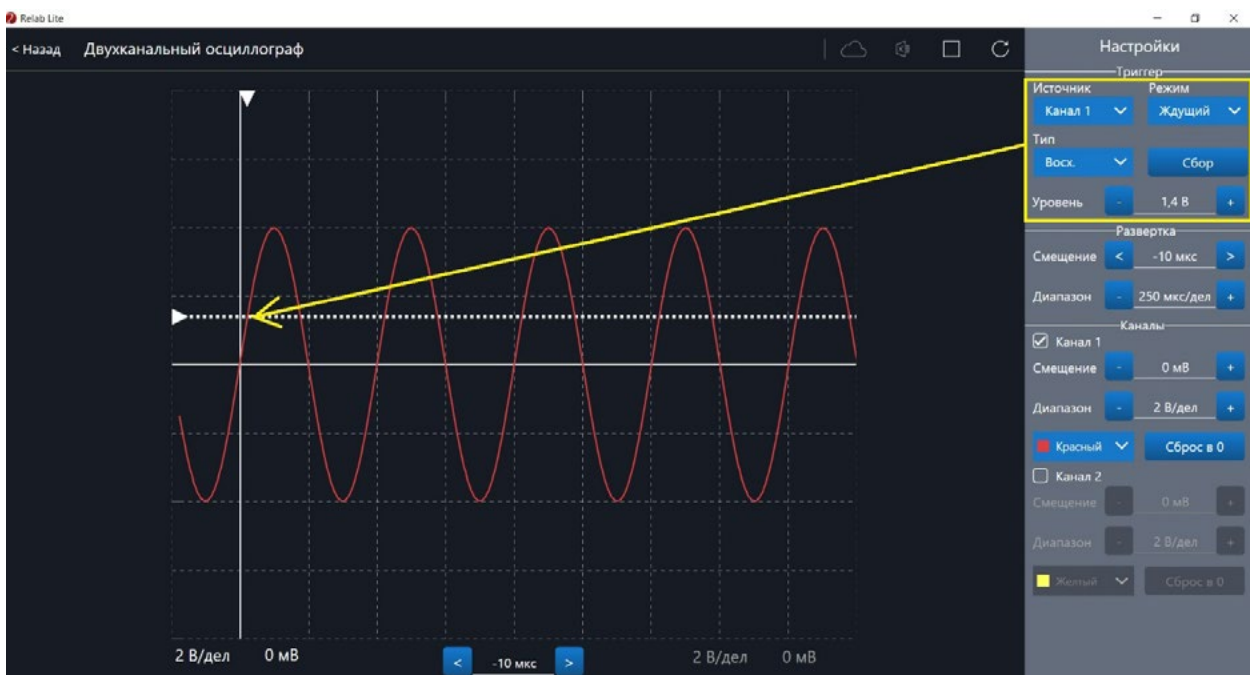 Relab Lite
< Назад Двухканальный осциллограф
Настройки
Триггер
Источник Режим
Канал 1 Ждущий
Тип
Восх. Сбор
Уровень - 1,4 В +
Развертка
Смещение < -10 мкс >
Диапазон - 250 мкс/дел +
Каналы
Канал 1
Смещение - 0 мВ +
Диапазон - 2 В/дел +
Красный Сброс в 0
Канал 2
Смещение - 0 мВ +
Диапазон - 2 В/дел +
Желтый Сброс в 0
2 В/дел 0 мВ < -10 мкс > 2 В/дел 0 мВ